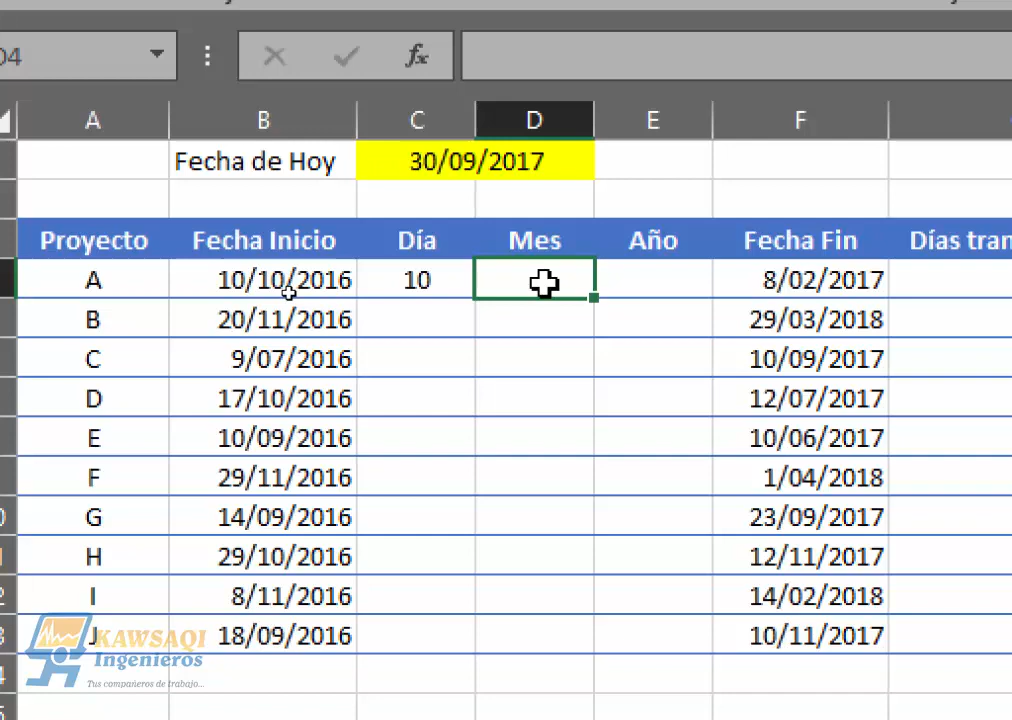 D4 fx
A B C D E F
Fecha de Hoy 30/09/2017
Proyecto Fecha Inicio Día Mes Año Fecha Fin Días tran
A 10/10/2016 10 8/02/2017
B 20/11/2016 29/03/2018
C 9/07/2016 10/09/2017
D 17/10/2016 12/07/2017
E 10/09/2016 10/06/2017
F 29/11/2016 1/04/2018
G 14/09/2016 23/09/2017
H 29/10/2016 12/11/2017
I 8/11/2016 14/02/2018
J 18/09/2016 10/11/2017
KAWSAQI
Ingenieros
Tus compañeros de trabajo...